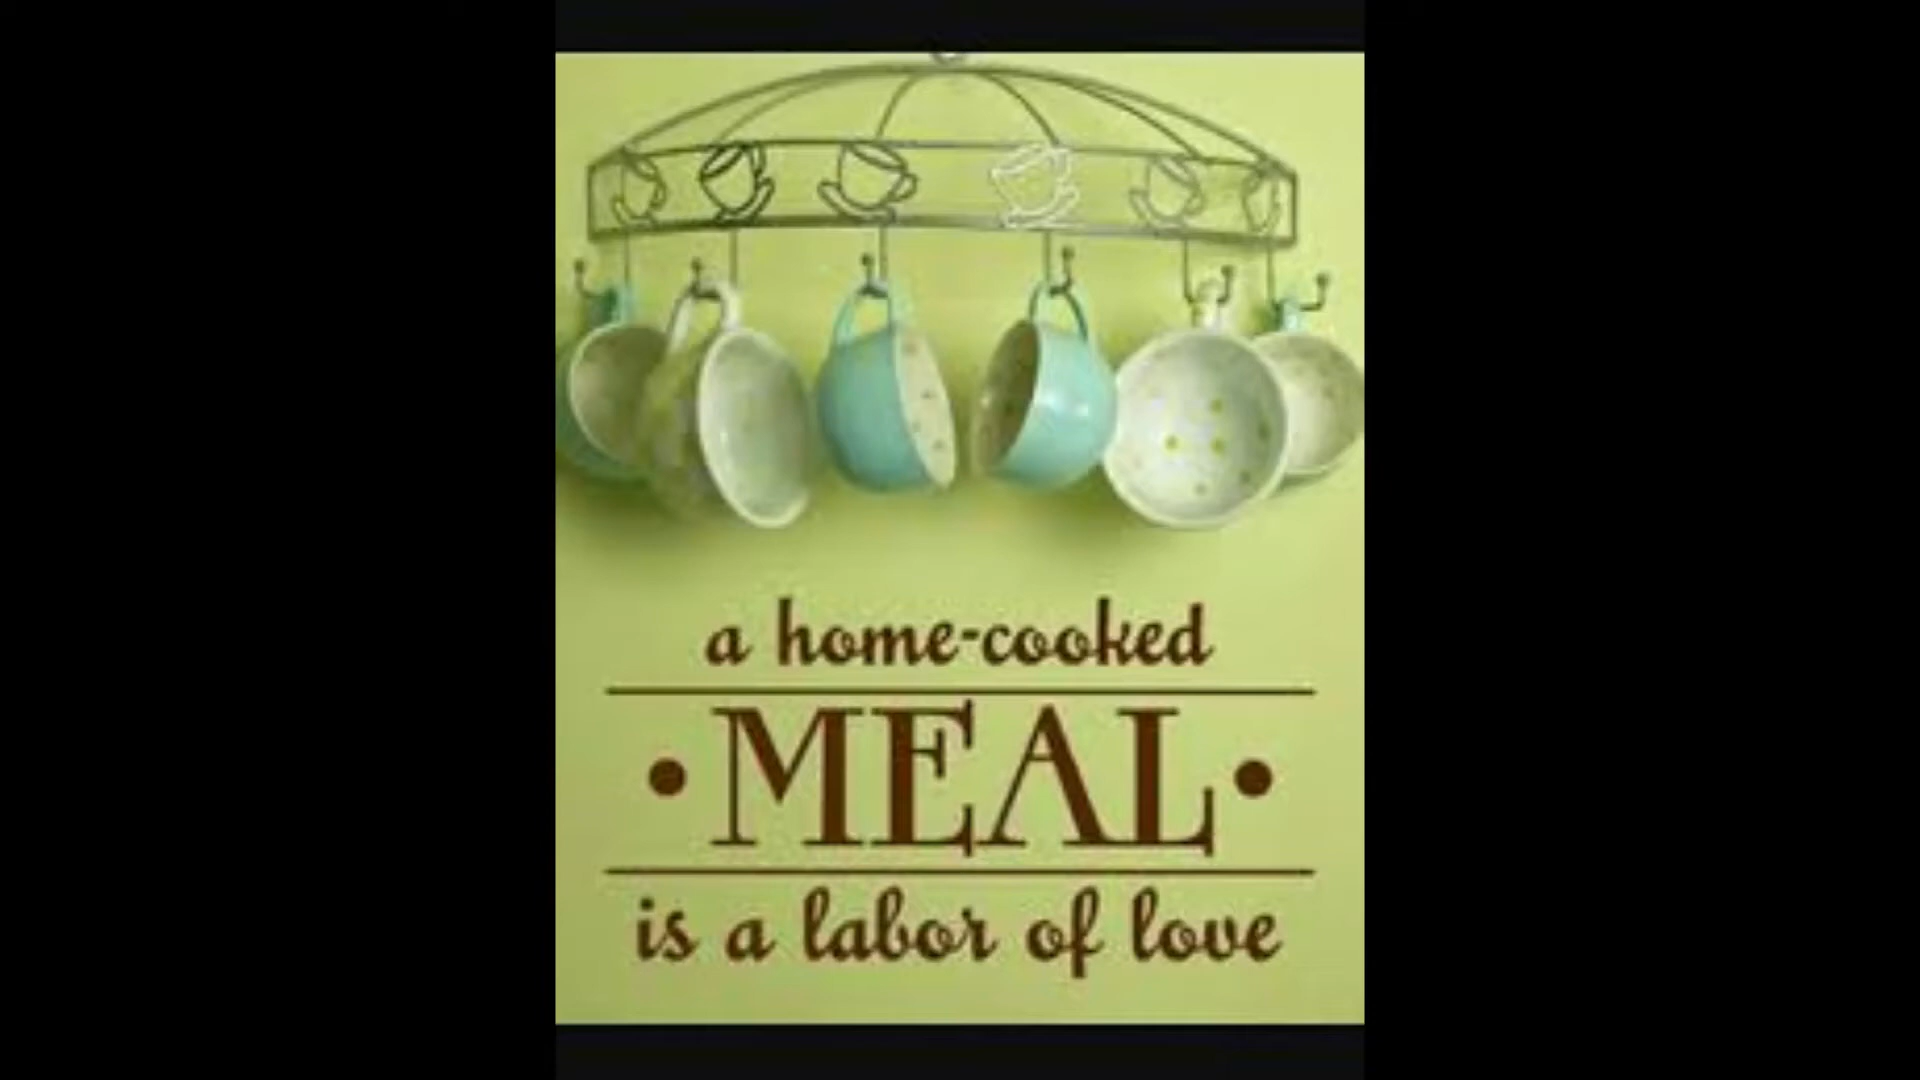 a home-cooked
• MEAL •
is a labor of love